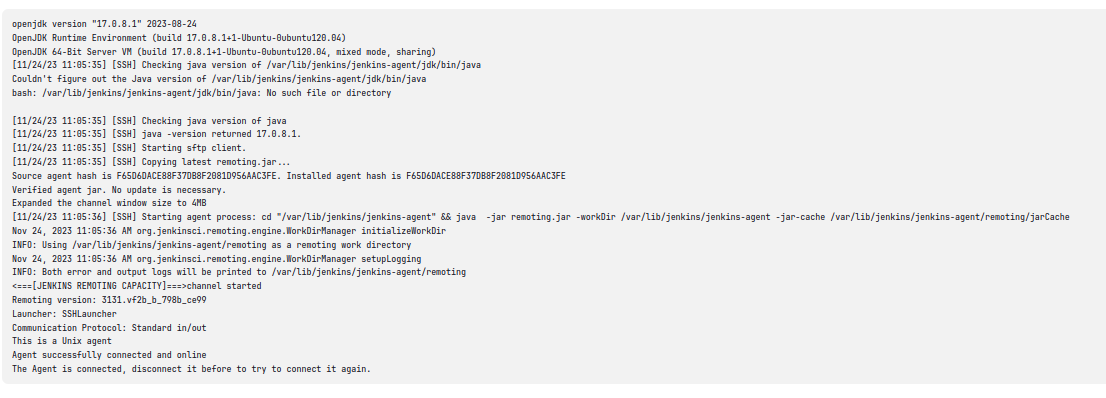 openjdk version "17.0.8.1" 2023-08-24
OpenJDK Runtime Environment (build 17.0.8.1+1-Ubuntu-0ubuntu120.04)
OpenJDK 64-Bit Server VM (build 17.0.8.1+1-Ubuntu-0ubuntu120.04, mixed mode, sharing)
[11/24/23 11:05:35] [SSH] Checking java version of /var/lib/jenkins/jenkins-agent/jdk/bin/java
Couldn't figure out the Java version of /var/lib/jenkins/jenkins-agent/jdk/bin/java
bash: /var/lib/jenkins/jenkins-agent/jdk/bin/java: No such file or directory
[11/24/23 11:05:35] [SSH] Checking java version of java
[11/24/23 11:05:35] [SSH] java -version returned 17.0.8.1.
[11/24/23 11:05:35] [SSH] Starting sftp client.
[11/24/23 11:05:35] [SSH] Copying latest remoting.jar...
Source agent hash is F65D6DACE88F37DB8F2081D956AAC3FE. Installed agent hash is F65D6DACE88F37DB8F2081D956AAC3FE
Verified agent jar. No update is necessary.
Expanded the channel window size to 4MB
[11/24/23 11:05:36] [SSH] Starting agent process: cd "/var/lib/jenkins/jenkins-agent" && java  -jar remoting.jar -workDir /var/lib/jenkins/jenkins-agent -jar-cache /var/lib/jenkins/jenkins-agent/remoting/jarCache
Nov 24, 2023 11:05:36 AM org.jenkinsci.remoting.engine.WorkDirManager initializeWorkDir
INFO: Using /var/lib/jenkins/jenkins-agent/remoting as a remoting work directory
Nov 24, 2023 11:05:36 AM org.jenkinsci.remoting.engine.WorkDirManager setupLogging
INFO: Both error and output logs will be printed to /var/lib/jenkins/jenkins-agent/remoting
<===[JENKINS REMOTING CAPACITY]===>channel started
Remoting version: 3131.vf2b_b_798b_ce99
Launcher: SSHLauncher
Communication Protocol: Standard in/out
This is a Unix agent
Agent successfully connected and online
The Agent is connected, disconnect it before to try to connect it again.